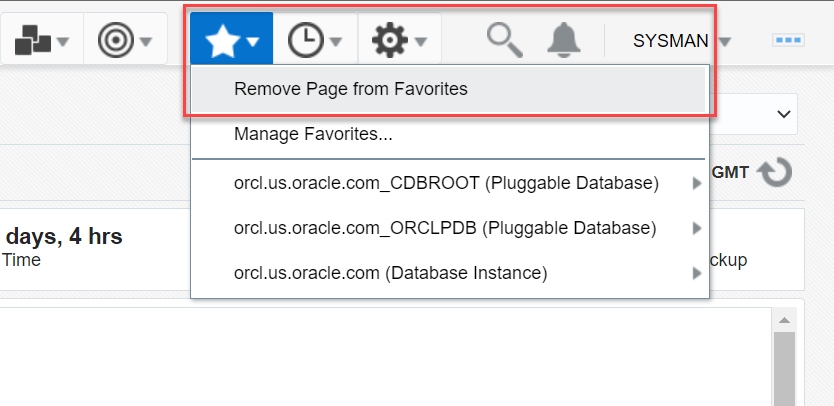 SYSMAN
Remove Page from Favorites
Manage Favorites...
GMT
orcl.us.oracle.com_CDBROOT (Pluggable Database)
days, 4 hrs
orcl.us.oracle.com_ORCLPDB (Pluggable Database)
Time
ckup
orcl.us.oracle.com (Database Instance)